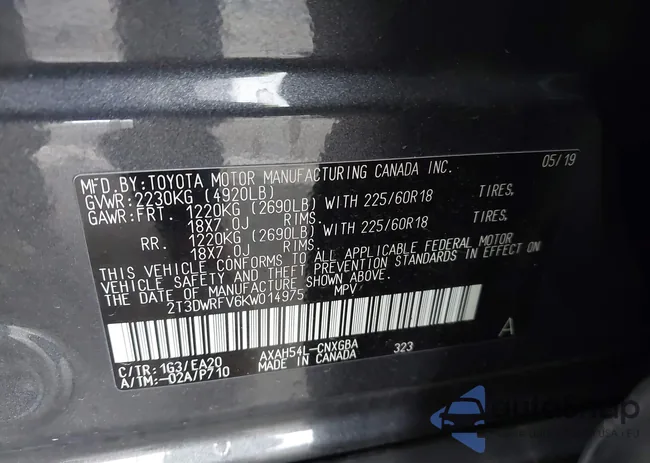 MFD.BY:TOYOTA MOTOR MANUFACTURING CANADA INC. 05/19
GVWR:2230KG (4920LB)
GAWR:FRT. 1220KG (2690LB) WITH 225/60R18 TIRES,
18X7.0J RIMS.
RR. 1220KG (2690LB) WITH 225/60R18 TIRES,
18X7.0J RIMS.
THIS VEHICLE CONFORMS TO ALL APPLICABLE FEDERAL MOTOR
VEHICLE SAFETY AND THEFT PREVENTION STANDARDS IN EFFECT ON
THE DATE OF MANUFACTURE SHOWN ABOVE.
2T3DWRFV6KW014975 MPV
A
C/TR: 1G3/EA20 AXAH54L-CNXGBA 323
A/TM:-02A/P710 MADE IN CANADA